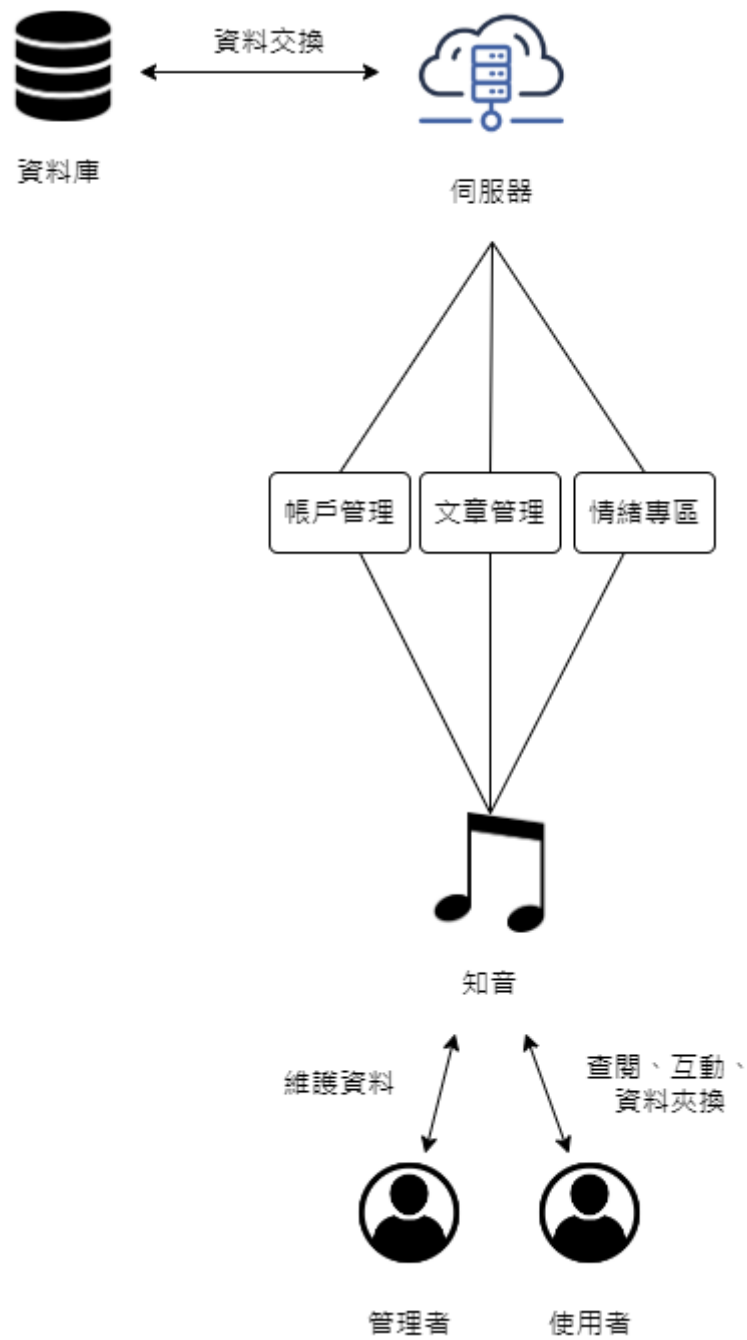 資料交換
資料庫
伺服器
帳戶管理
文章管理
情緒專區
知音
維護資料
查閱、互動、
資料夾換
管理者
使用者